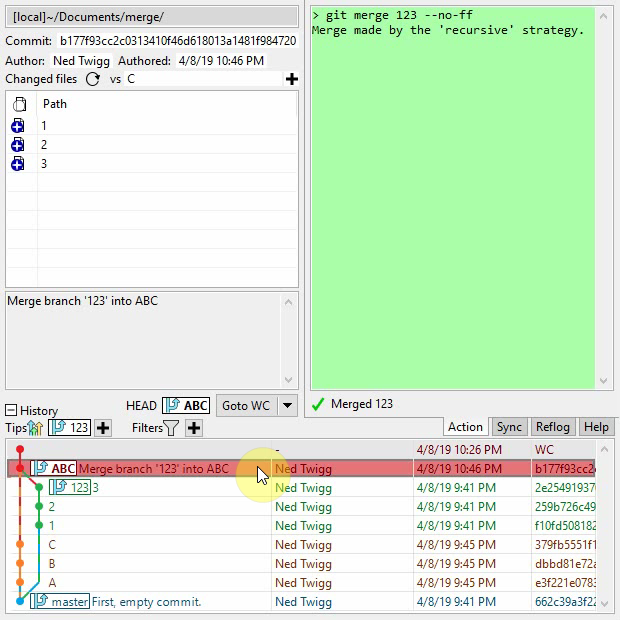 [local]~/Documents/merge/
Commit: b177f93cc2c0313410f46d618013a1481f984720
Author: Ned Twigg Authored: 4/8/19 10:46 PM
Changed files vs C
Path
1
2
3
Merge branch '123' into ABC
> git merge 123 --no-ff
Merge made by the 'recursive' strategy.
Merged 123
History HEAD ABC Goto WC
Tips 123 Filters
Action Sync Reflog Help
- 4/8/19 10:26 PM WC
ABC Merge branch '123' into ABC Ned Twigg 4/8/19 10:46 PM b177f93cc2
123 3 Ned Twigg 4/8/19 9:41 PM 2e25491937
2 Ned Twigg 4/8/19 9:41 PM 259b726c49
1 Ned Twigg 4/8/19 9:41 PM f10fd508182
C Ned Twigg 4/8/19 9:45 PM 379fb5551f1
B Ned Twigg 4/8/19 9:45 PM dbbd81e72a
A Ned Twigg 4/8/19 9:45 PM e3f221e0783
master First, empty commit. Ned Twigg 4/8/19 9:41 PM 662c39a3f22